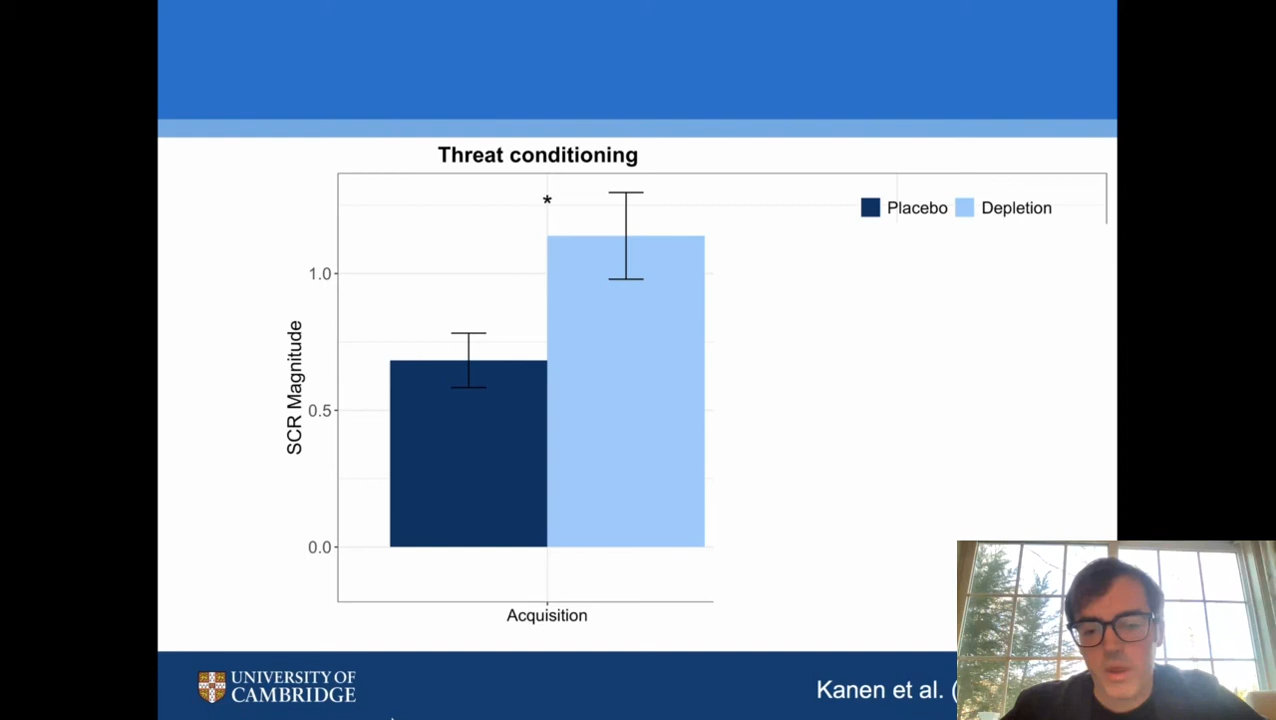 Threat conditioning
*
Placebo
Depletion
1.0
0.5
0.0
SCR Magnitude
Acquisition
UNIVERSITY OF
CAMBRIDGE
Kanen et al. (